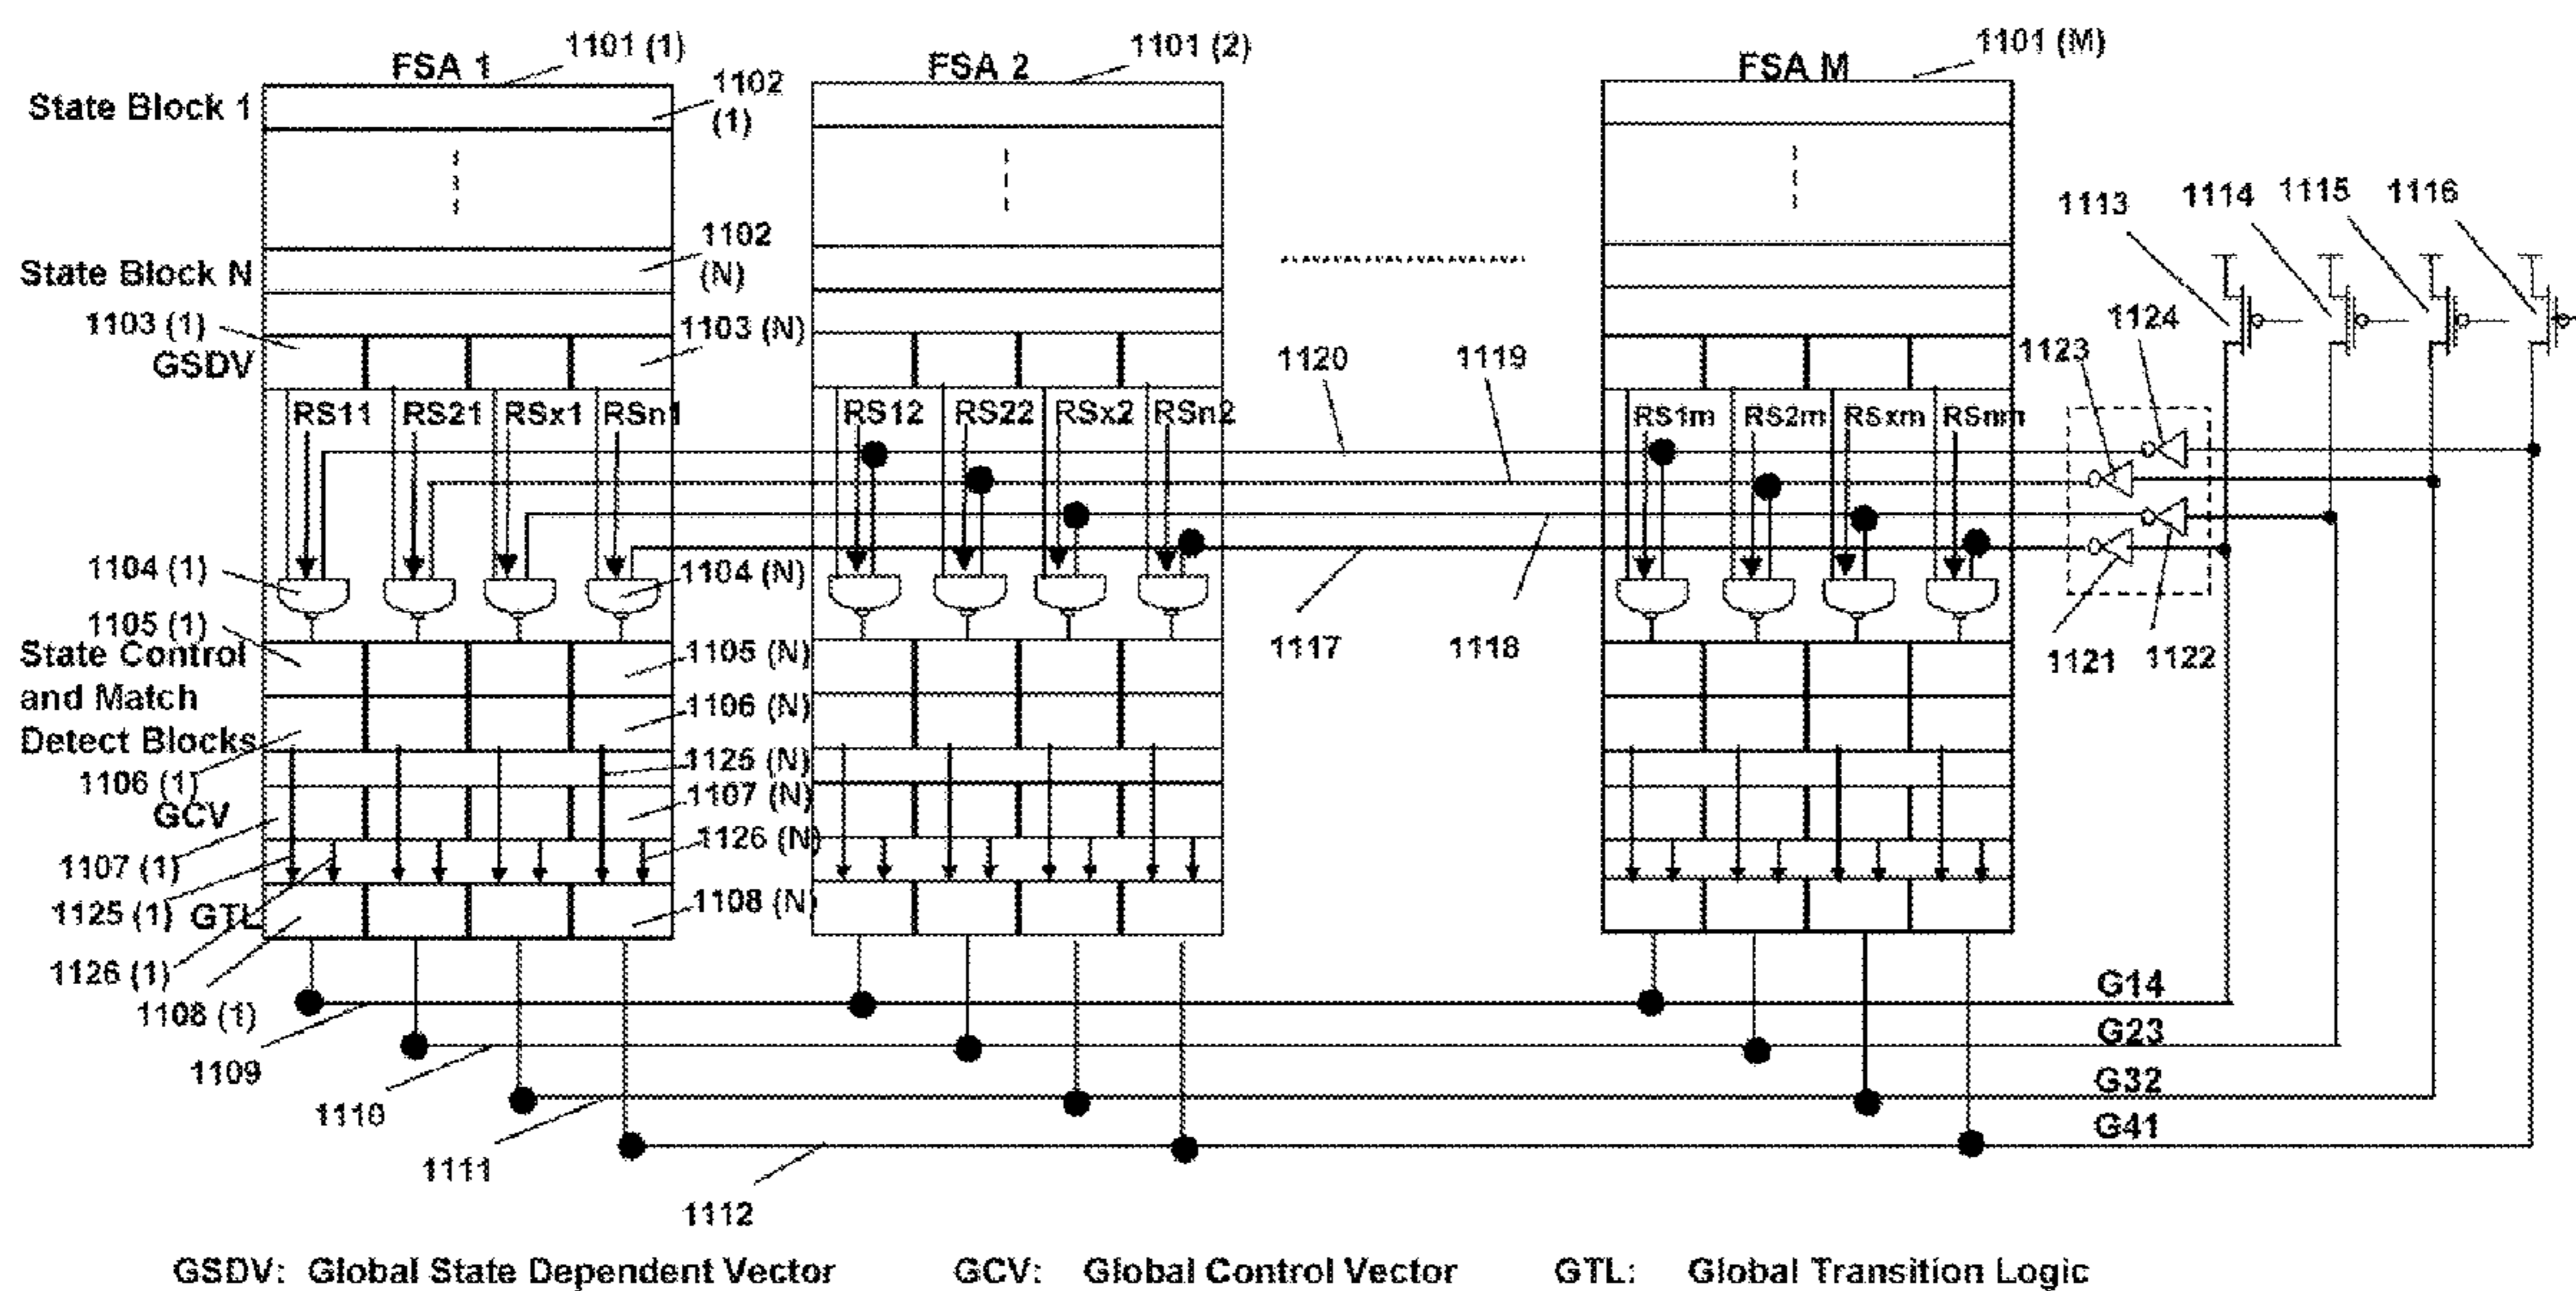 FSA 1
1101 (1)
FSA 2
1101 (2)
FSA M
1101 (M)
State Block 1
1102
(1)
1113
1114
1115
1116
State Block N
1102
(N)
1103 (1)
GSDV
1103 (N)
1120
1119
1123
1124
RS11
RS21
RSx1
RSn1
RS12
RS22
RSx2
RSn2
RS1m
RS2m
RSxm
RSnm
1104 (1)
1104 (N)
1117
1118
1121
1122
1105 (1)
State Control
and Match
Detect Blocks
1105 (N)
1106 (N)
1106 (1)
1125 (N)
GCV
1107 (N)
1126 (N)
1107 (1)
1125 (1)
GTL
1108 (N)
1126 (1)
1108 (1)
1109
1110
1111
1112
G14
G23
G32
G41
GSDV: Global State Dependent Vector GCV: Global Control Vector GTL: Global Transition Logic